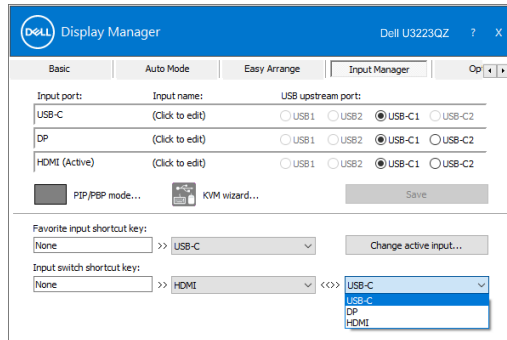 DELL Display Manager Dell U3223QZ ? X
Basic Auto Mode Easy Arrange Input Manager Op
Input port: Input name: USB upstream port:
USB-C (Click to edit) USB1 USB2 USB-C1 USB-C2
DP (Click to edit) USB1 USB2 USB-C1 USB-C2
HDMI (Active) (Click to edit) USB1 USB2 USB-C1 USB-C2
PIP/PBP mode... KVM wizard... Save
Favorite input shortcut key:
None >> USB-C Change active input...
Input switch shortcut key:
None >> HDMI <<>> USB-C
USB-C
DP
HDMI